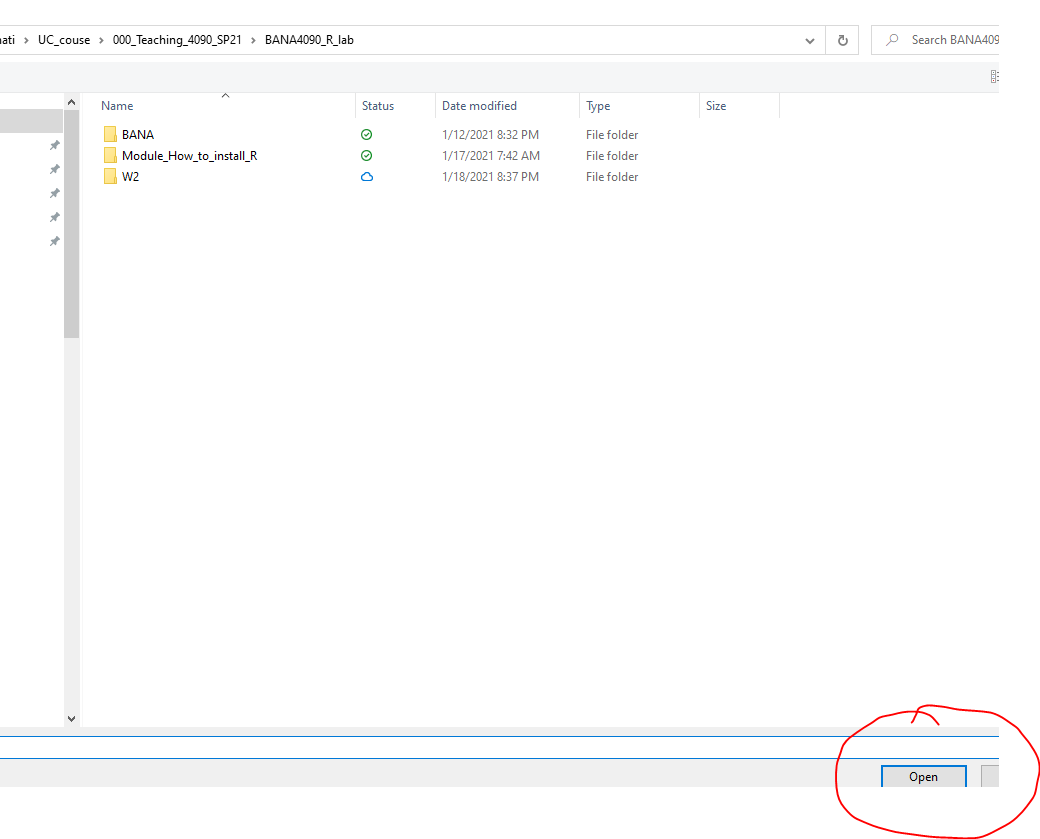 nati > UC_couse > 000_Teaching_4090_SP21 > BANA4090_R_lab
Search BANA409
Name Status Date modified Type Size
BANA 1/12/2021 8:32 PM File folder
Module_How_to_install_R 1/17/2021 7:42 AM File folder
W2 1/18/2021 8:37 PM File folder
Open